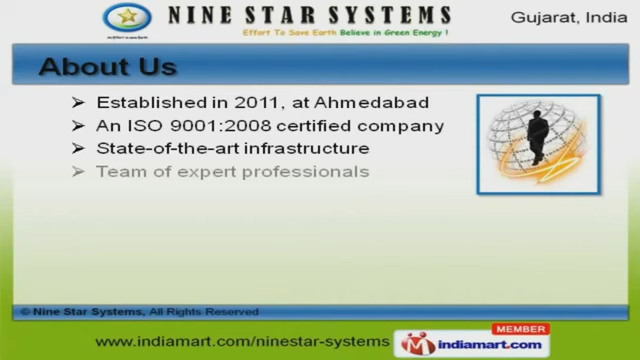 NINE STAR SYSTEMS
Effort To Save Earth Believe in Green Energy !
Gujarat, India
About Us
Established in 2011, at Ahmedabad
An ISO 9001:2008 certified company
State-of-the-art infrastructure
Team of expert professionals
© Nine Star Systems, All Rights Reserved
www.indiamart.com/ninestar-systems
MEMBER
indiamart.com